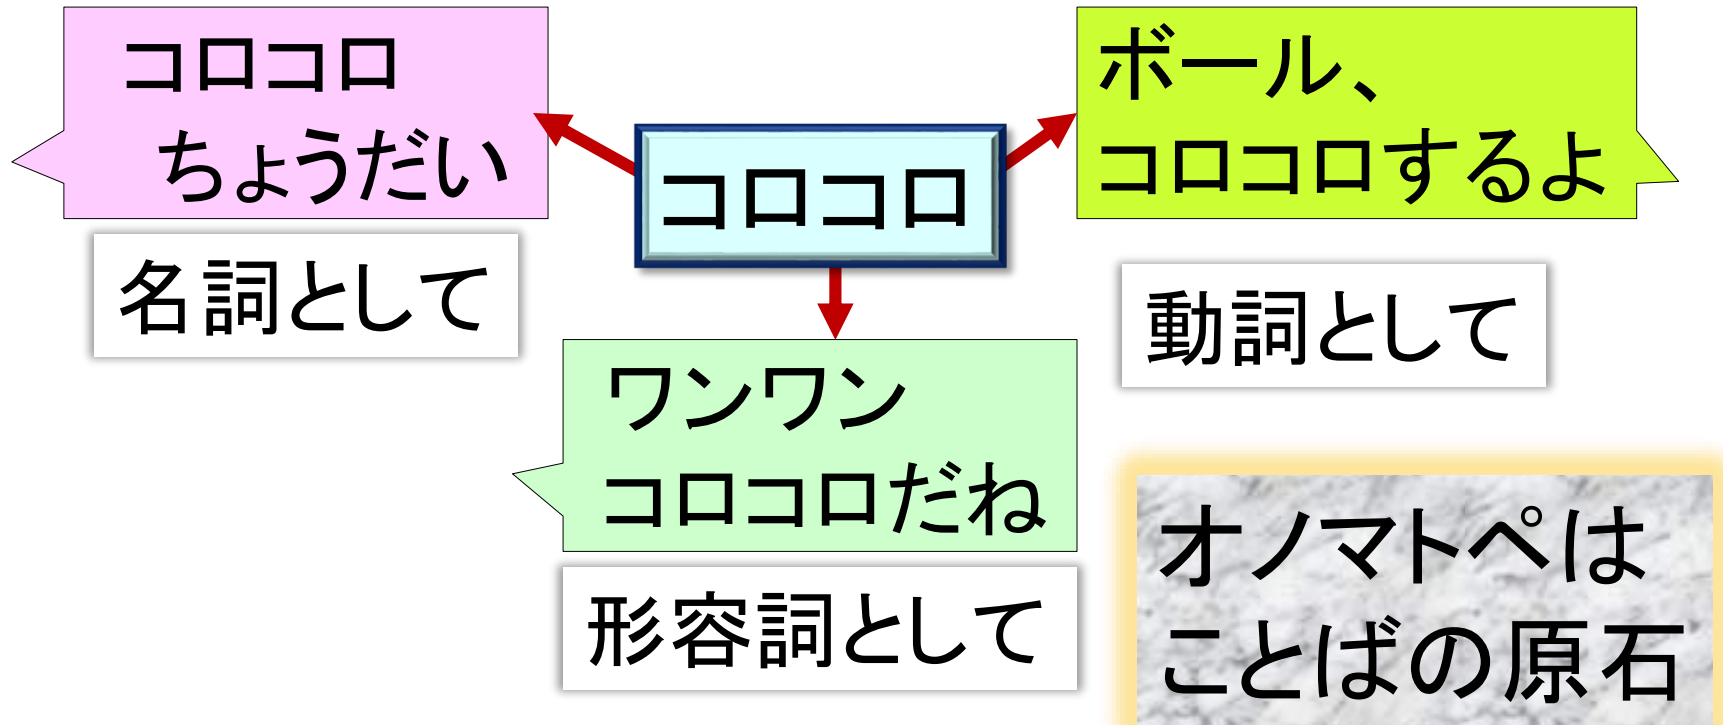 コロコロ
ちょうだい
名詞として
コロコロ
ボール、
コロコロするよ
動詞として
ワンワン
コロコロだね
形容詞として
オノマトペは
ことばの原石